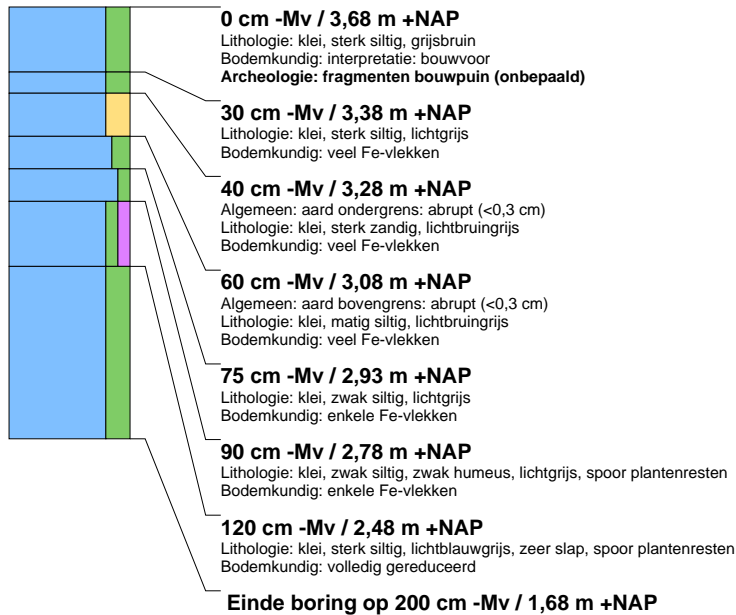 0 cm -Mv / 3,68 m +NAP
Lithologie: klei, sterk siltig, grijsbruin
Bodemkundig: interpretatie: bouwvoor
Archeologie: fragmenten bouwpuin (onbepaald)
30 cm -Mv / 3,38 m +NAP
Lithologie: klei, sterk siltig, lichtgrijs
Bodemkundig: veel Fe-vlekken
40 cm -Mv / 3,28 m +NAP
Algemeen: aard ondergrens: abrupt (<0,3 cm)
Lithologie: klei, sterk zandig, lichtbruingrijs
Bodemkundig: veel Fe-vlekken
60 cm -Mv / 3,08 m +NAP
Algemeen: aard bovengrens: abrupt (<0,3 cm)
Lithologie: klei, matig siltig, lichtbruingrijs
Bodemkundig: veel Fe-vlekken
75 cm -Mv / 2,93 m +NAP
Lithologie: klei, zwak siltig, lichtgrijs
Bodemkundig: enkele Fe-vlekken
90 cm -Mv / 2,78 m +NAP
Lithologie: klei, zwak siltig, zwak humeus, lichtgrijs, spoor plantenresten
Bodemkundig: enkele Fe-vlekken
120 cm -Mv / 2,48 m +NAP
Lithologie: klei, sterk siltig, lichtblauwgrijs, zeer slap, spoor plantenresten
Bodemkundig: volledig gereduceerd
Einde boring op 200 cm -Mv / 1,68 m +NAP